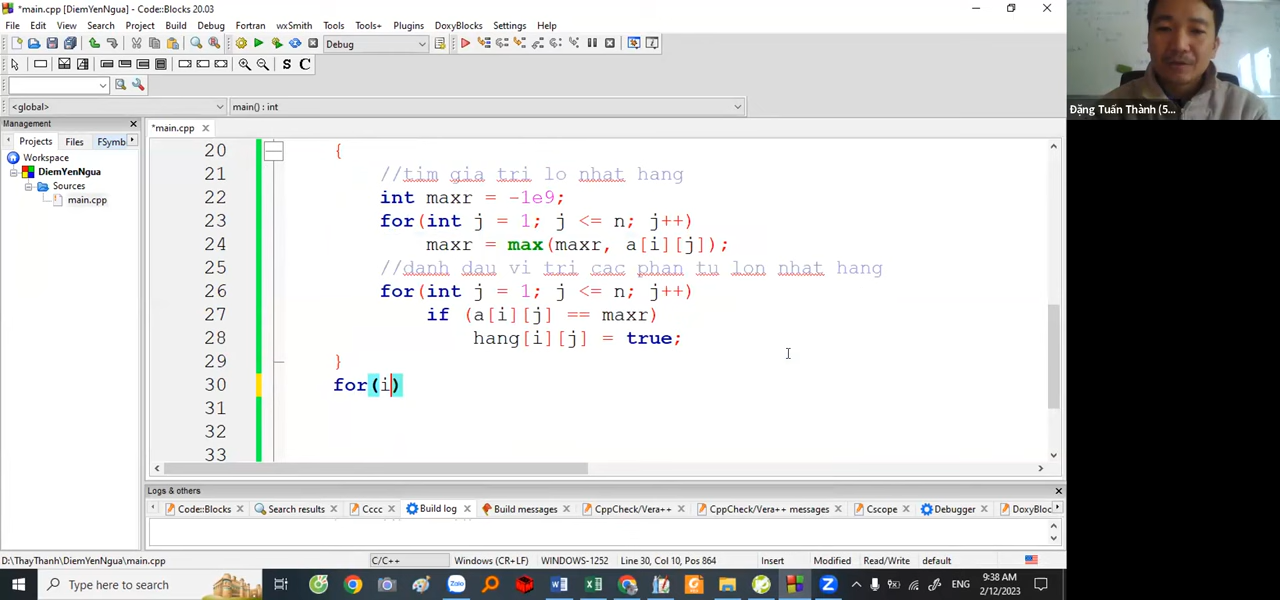 *main.cpp [DiemYenNgua] - Code::Blocks 20.03
File Edit View Search Project Build Debug Fortran wxSmith Tools Tools+ Plugins DoxyBlocks Settings Help
Debug
S C
<global> main() : int
Management
Projects Files FSymb
Workspace
DiemYenNgua
Sources
main.cpp
*main.cpp
20 {
21 //tim gia tri lo nhat hang
22 int maxr = -1e9;
23 for(int j = 1; j <= n; j++)
24 maxr = max(maxr, a[i][j]);
25 //danh dau vi tri cac phan tu lon nhat hang
26 for(int j = 1; j <= n; j++)
27 if (a[i][j] == maxr)
28 hang[i][j] = true;
29 }
30 for(i)
31
32
33
Đặng Tuấn Thành (5...
Logs & others
Code::Blocks Search results Cccc Build log Build messages CppCheck/Vera++ CppCheck/Vera++ messages Cscope Debugger DoxyBloc
D:\ThayThanh\DiemYenNgua\main.cpp C/C++ Windows (CR+LF) WINDOWS-1252 Line 30, Col 10, Pos 864 Insert Modified Read/Write default
Type here to search
Zalo
ENG
9:38 AM
2/12/2023